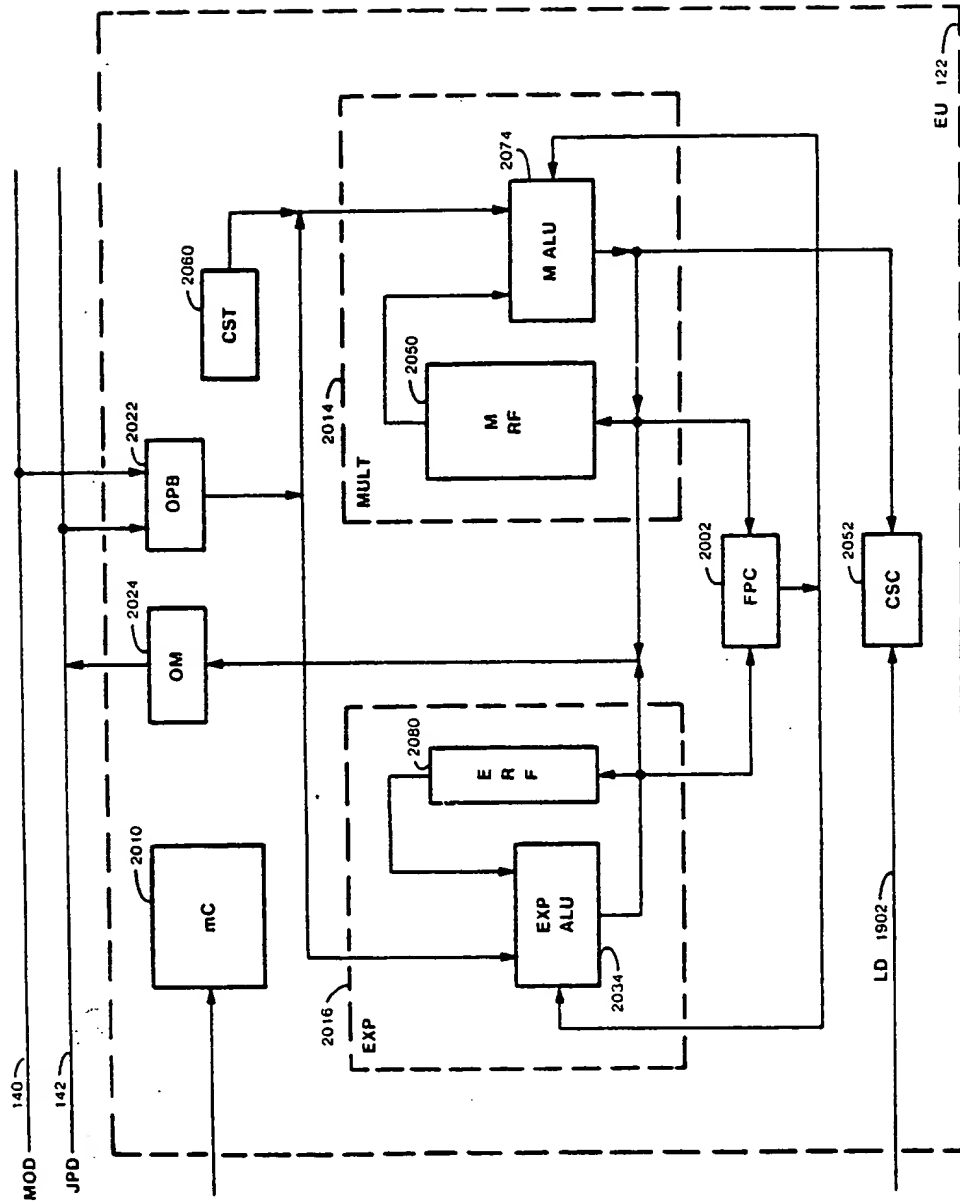 MOD
140
JPD
142
2010
mC
2024
OM
2022
OPB
2060
CST
2016
EXP
EXP
ALU
2034
2080
E
R
F
2014
MULT
2050
M
RF
2074
M ALU
2002
FPC
2052
CSC
LD 1902
EU 122